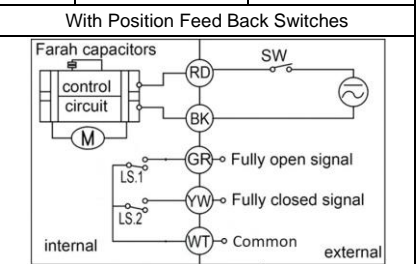 With Position Feed Back Switches
Farah capacitors
SW
control
circuit
M
RD
BK
LS.1
GR
Fully open signal
LS.2
YW
Fully closed signal
WT
Common
internal
external